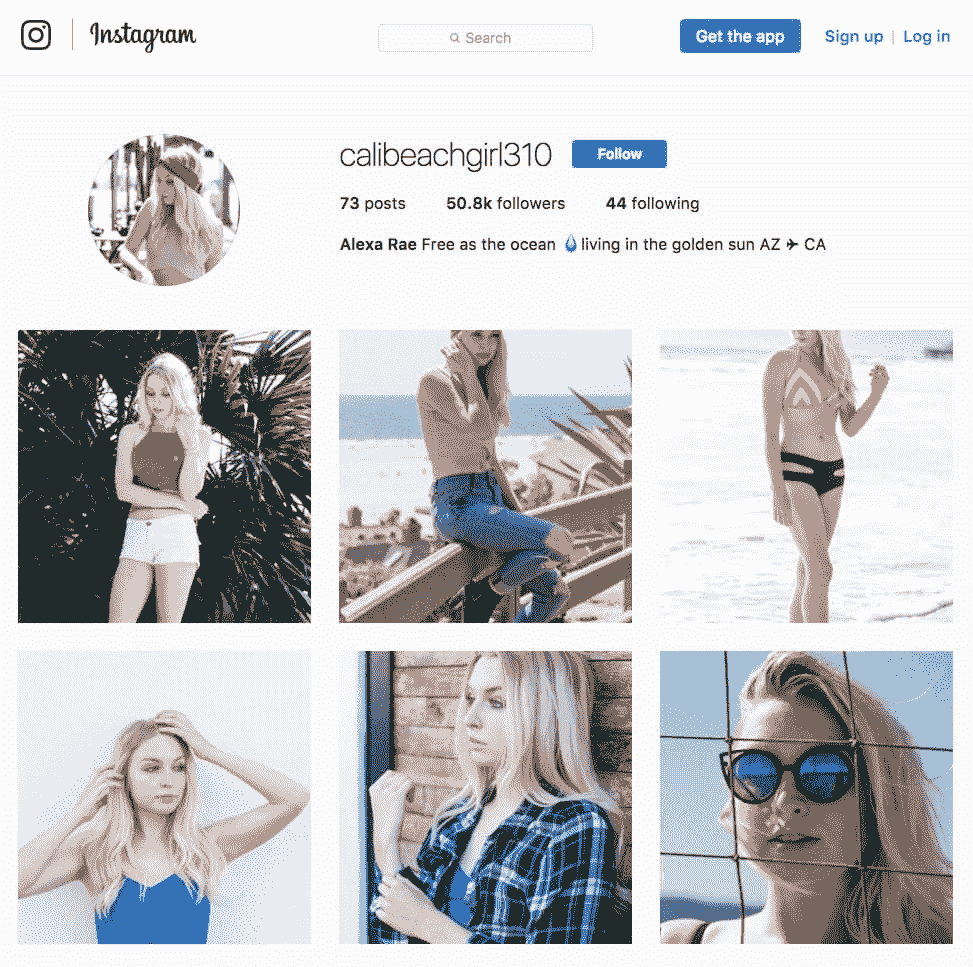 Instagram
Search
Get the app
Sign up | Log in
calibeachgirl310
Follow
73 posts 50.8k followers 44 following
Alexa Rae Free as the ocean 💧living in the golden sun AZ ✈ CA